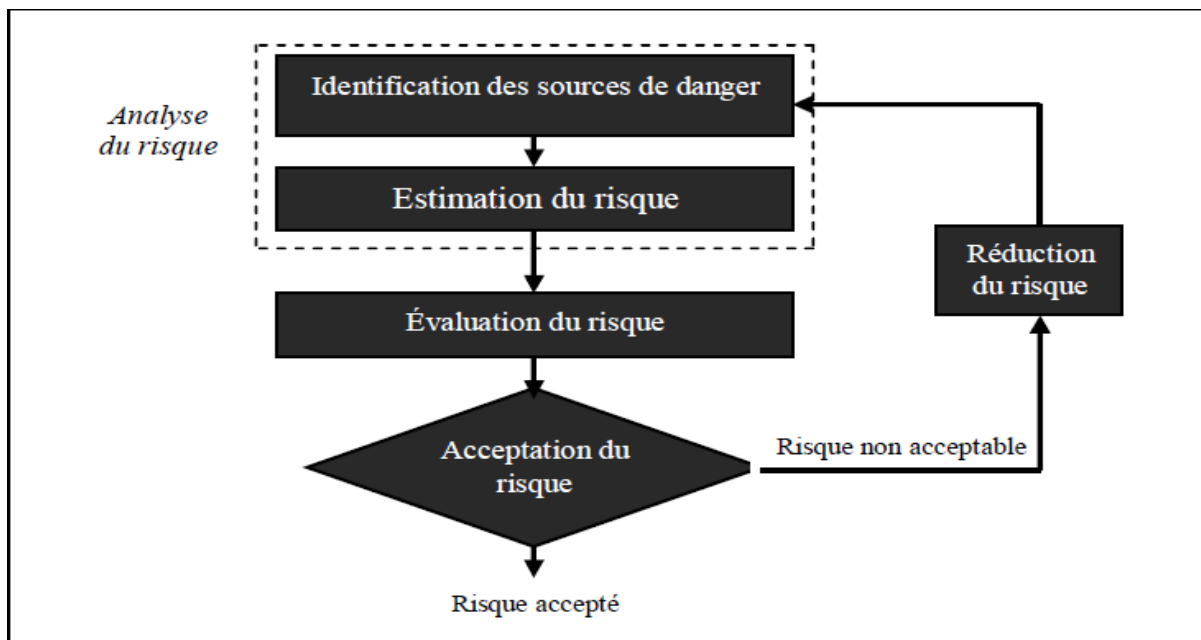 Identification des sources de danger
Analyse
du risque
Estimation du risque
Réduction
du risque
Évaluation du risque
Acceptation du
risque
Risque non acceptable
Risque accepté